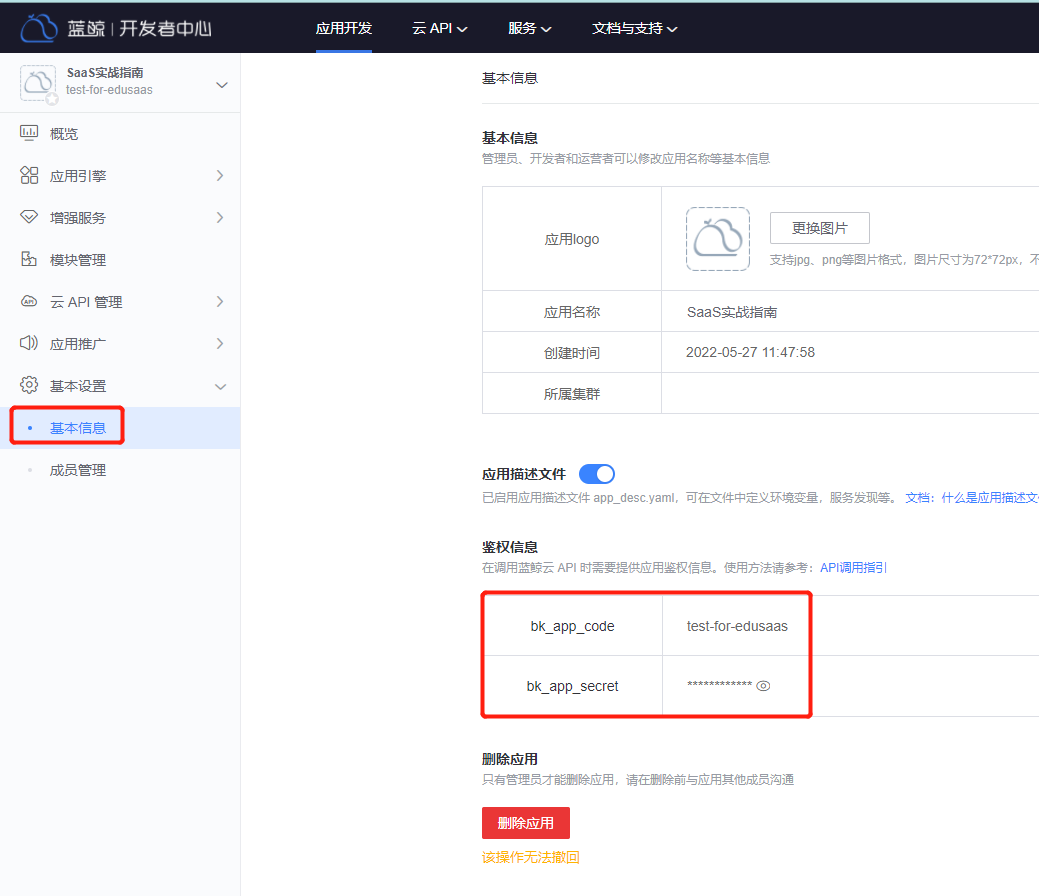 蓝鲸 | 开发者中心
应用开发
云 API
服务
文档与支持
SaaS实战指南
test-for-edusaas
概览
应用引擎
增强服务
模块管理
云 API 管理
应用推广
基本设置
基本信息
成员管理
基本信息
基本信息
管理员、开发者和运营者可以修改应用名称等基本信息
应用logo
更换图片
支持jpg、png等图片格式，图片尺寸为72*72px，不
应用名称
SaaS实战指南
创建时间
2022-05-27 11:47:58
所属集群
应用描述文件
已启用应用描述文件 app_desc.yaml，可在文件中定义环境变量，服务发现等。 文档：什么是应用描述文
鉴权信息
在调用蓝鲸云 API 时需要提供应用鉴权信息。使用方法请参考：API调用指引
bk_app_code
test-for-edusaas
bk_app_secret
************
删除应用
只有管理员才能删除应用，请在删除前与应用其他成员沟通
删除应用
该操作无法撤回